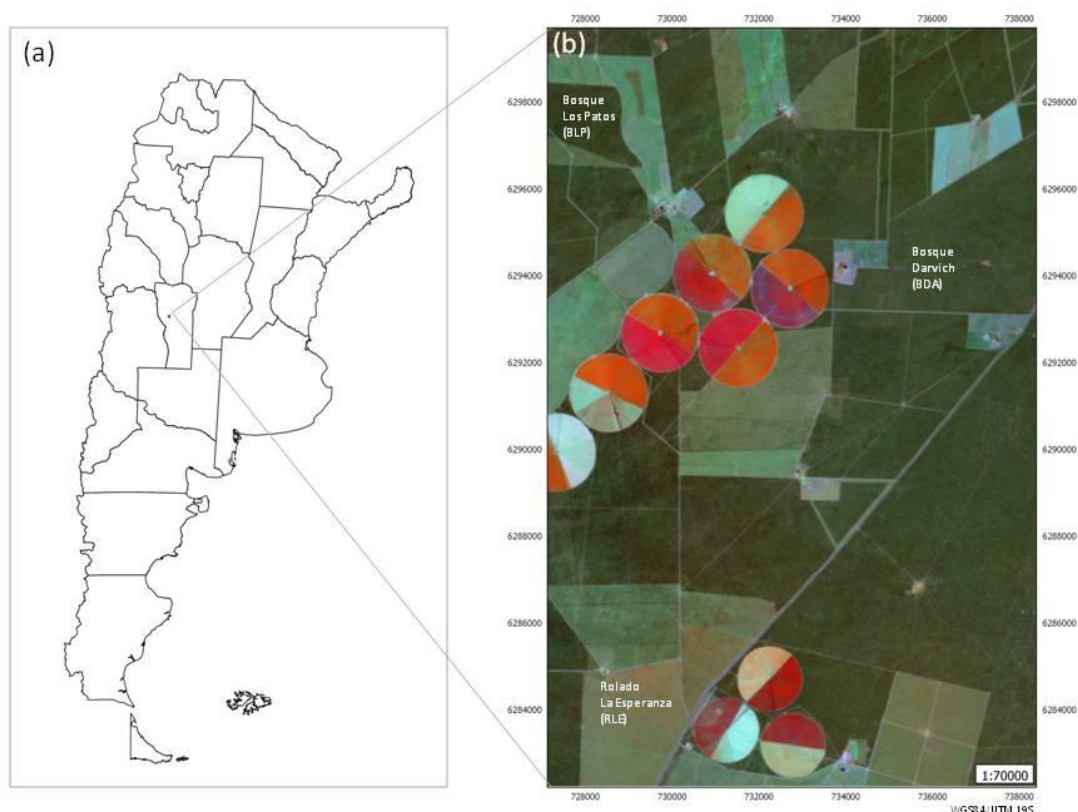 (a)
(b)
728000 730000 732000 734000 736000 738000
6298000 6298000
Bosque
Los Patos
(BLP)
6296000 6296000
6294000 6294000
Bosque
Darvich
(BDA)
6292000 6292000
6290000 6290000
6288000 6288000
6286000 6286000
Rolado
La Esperanza
(RLE)
6284000 6284000
1:70000
728000 730000 732000 734000 736000 738000
WGS84/UTM 19S